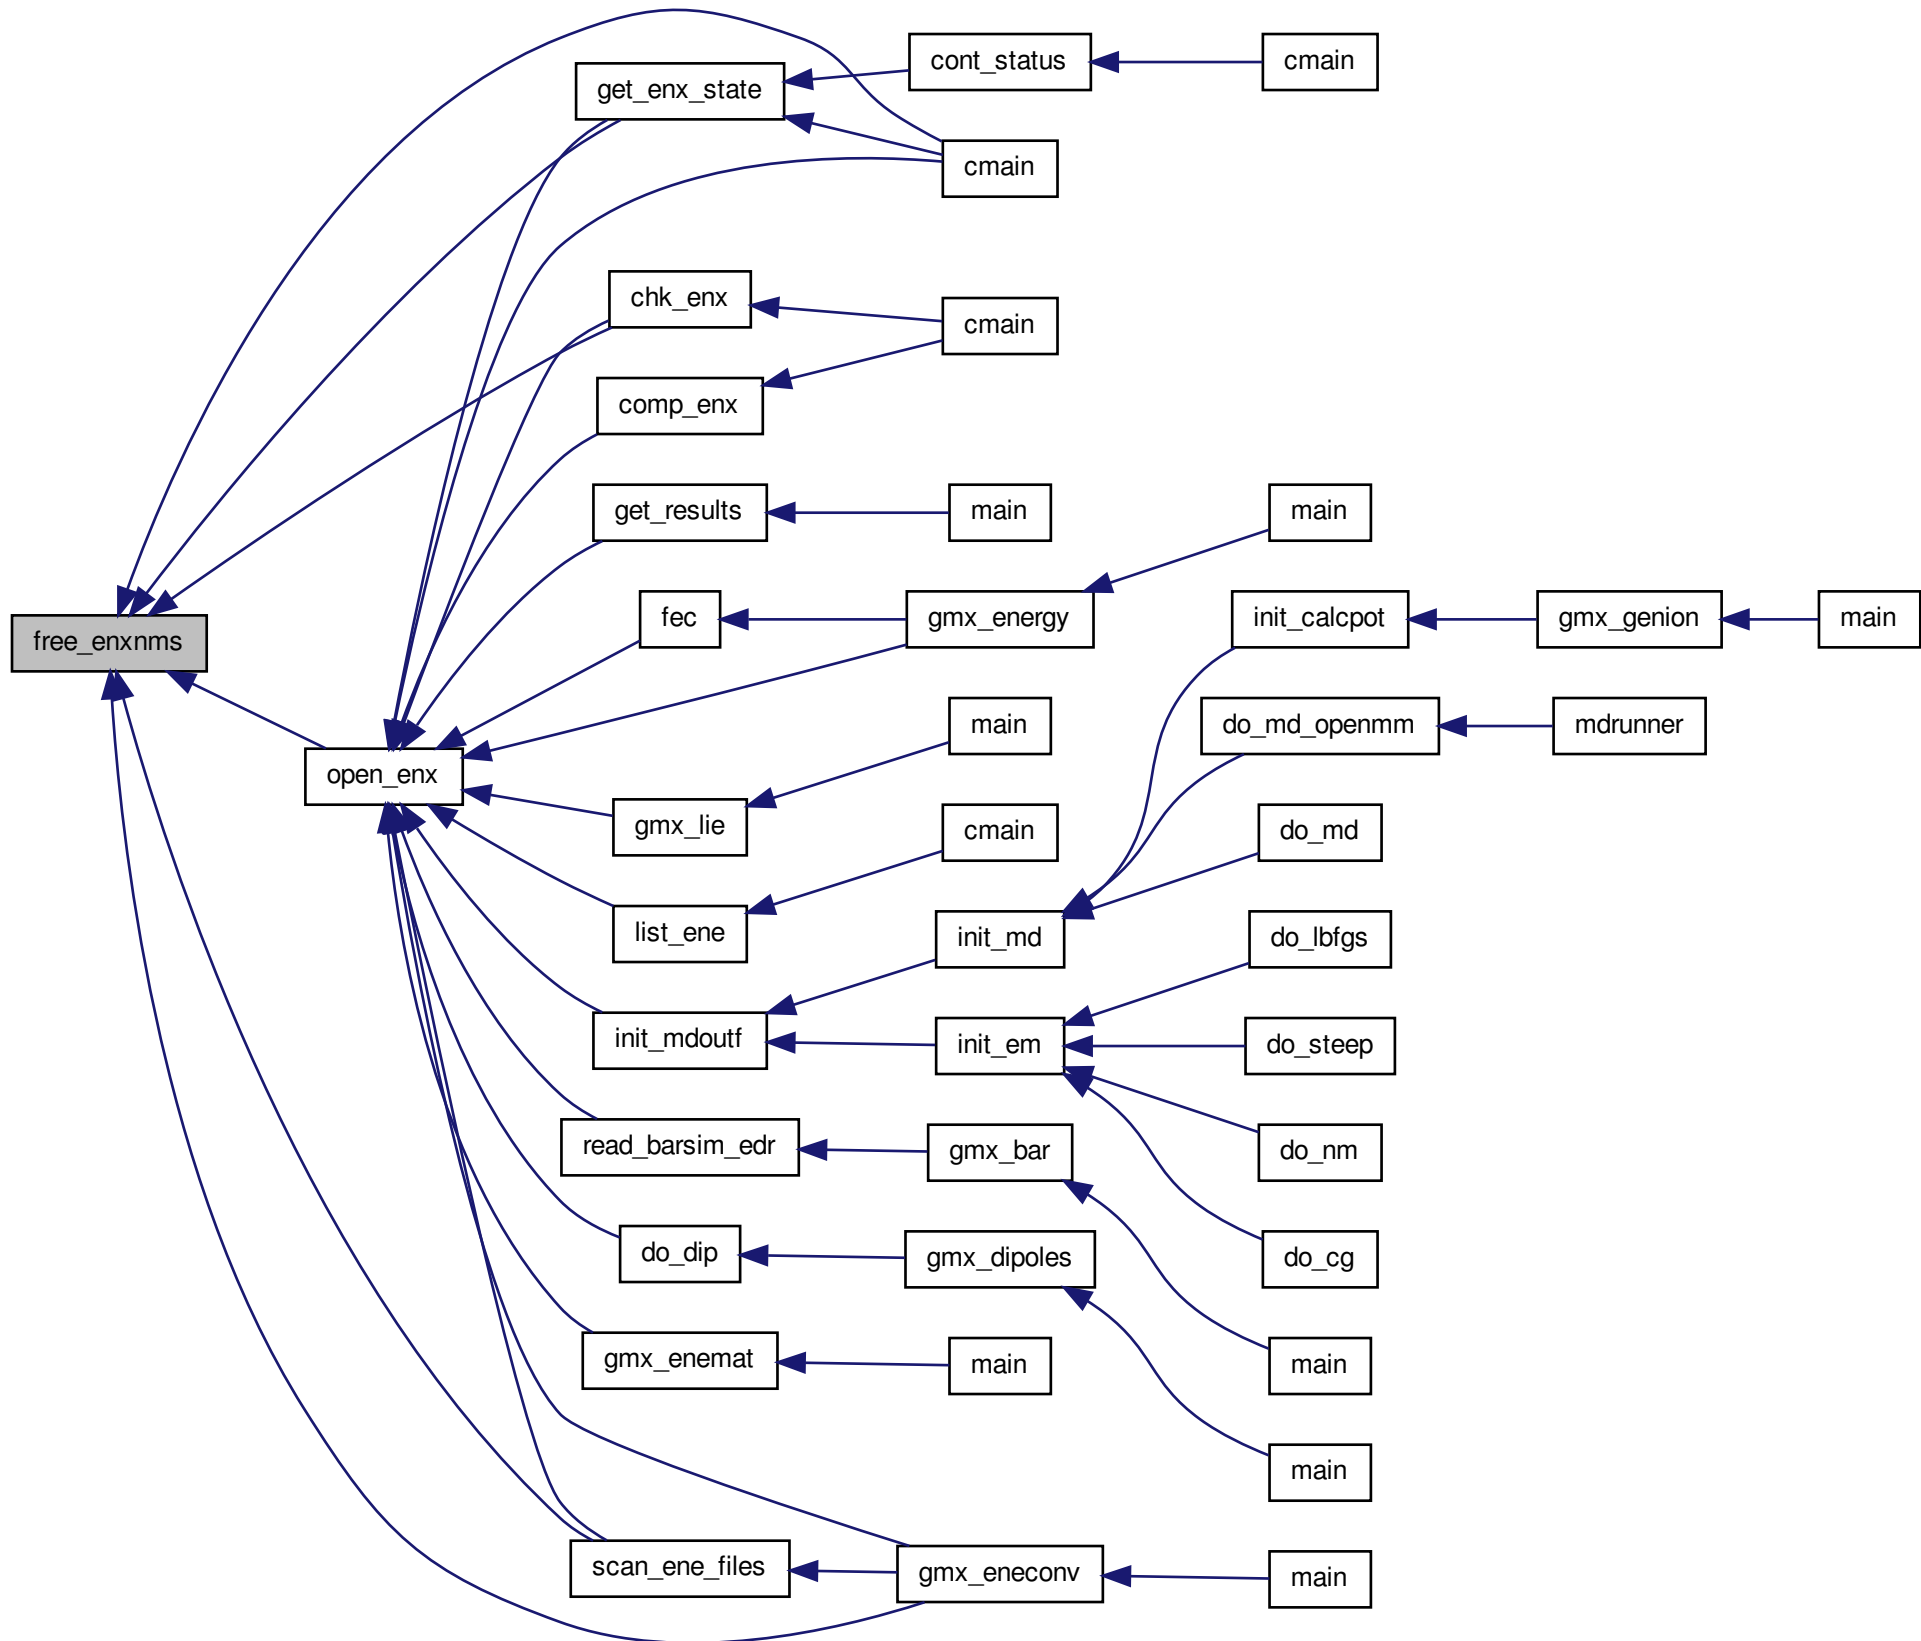 cont_status
cmain
get_enx_state
cmain
chk_enx
cmain
comp_enx
get_results
main
main
fec
gmx_energy
init_calcpot
gmx_genion
main
free_enxnms
main
do_md_openmm
mdrunner
open_enx
gmx_lie
cmain
do_md
list_ene
init_md
do_lbfgs
init_mdoutf
init_em
do_steep
read_barsim_edr
gmx_bar
do_nm
do_dip
gmx_dipoles
do_cg
gmx_enemat
main
main
main
scan_ene_files
gmx_eneconv
main